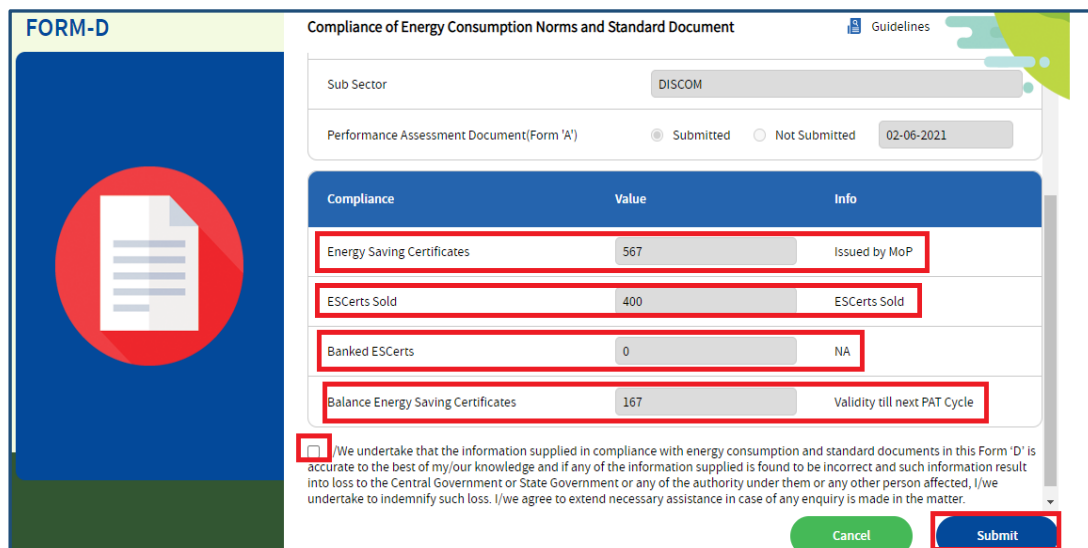 FORM-D
Compliance of Energy Consumption Norms and Standard Document
Guidelines
Sub Sector DISCOM
Performance Assessment Document(Form 'A') Submitted Not Submitted 02-06-2021
Compliance Value Info
Energy Saving Certificates 567 Issued by MoP
ESCerts Sold 400 ESCerts Sold
Banked ESCerts 0 NA
Balance Energy Saving Certificates 167 Validity till next PAT Cycle
/We undertake that the information supplied in compliance with energy consumption and standard documents in this Form ‘D’ is
accurate to the best of my/our knowledge and if any of the information supplied is found to be incorrect and such information result
into loss to the Central Government or State Government or any of the authority under them or any other person affected, I/we
undertake to indemnify such loss. I/we agree to extend necessary assistance in case of any enquiry is made in the matter.
Cancel Submit